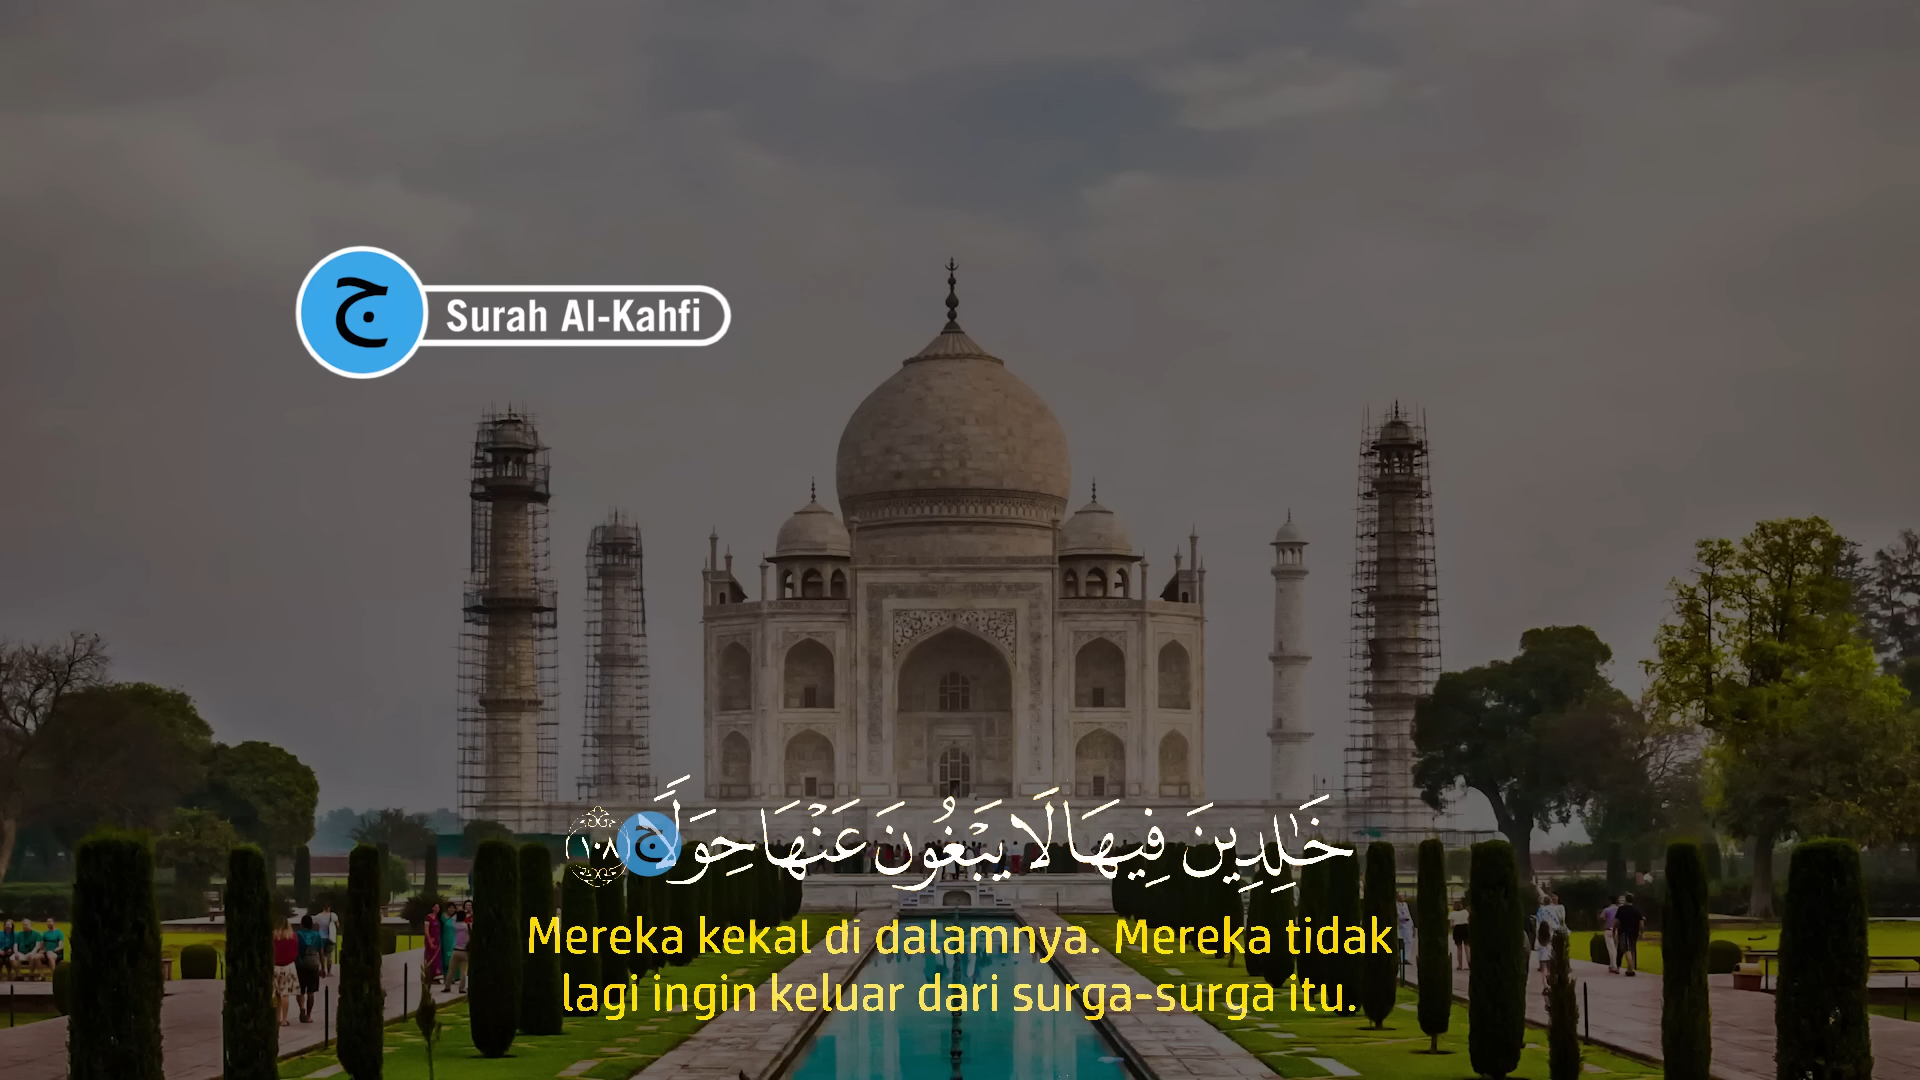 ج
Surah Al-Kahfi
خَٰلِدِينَ فِيهَا لَا يَبْغُونَ عَنْهَا حِوَلًا ١٠٨
ج
Mereka kekal di dalamnya. Mereka tidak
lagi ingin keluar dari surga-surga itu.